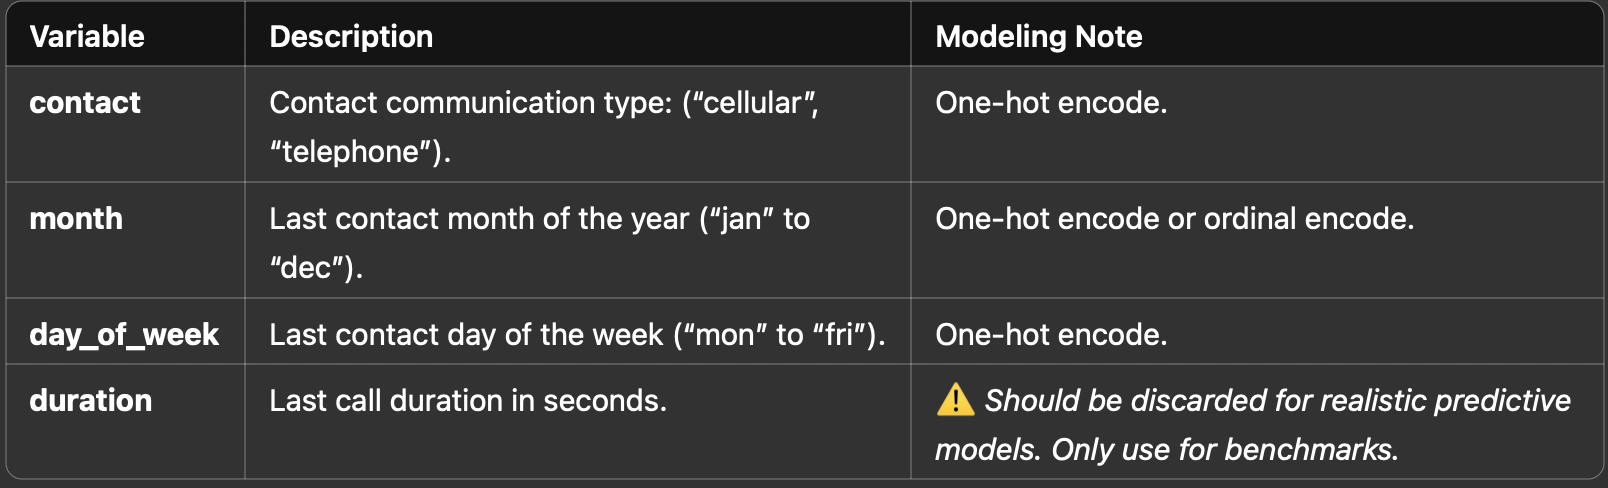 Variable Description Modeling Note
contact Contact communication type: (“cellular”, One-hot encode.
“telephone”).
month Last contact month of the year (“jan” to One-hot encode or ordinal encode.
“dec”).
day_of_week Last contact day of the week (“mon” to “fri”). One-hot encode.
duration Last call duration in seconds. ⚠️ Should be discarded for realistic predictive
models. Only use for benchmarks.